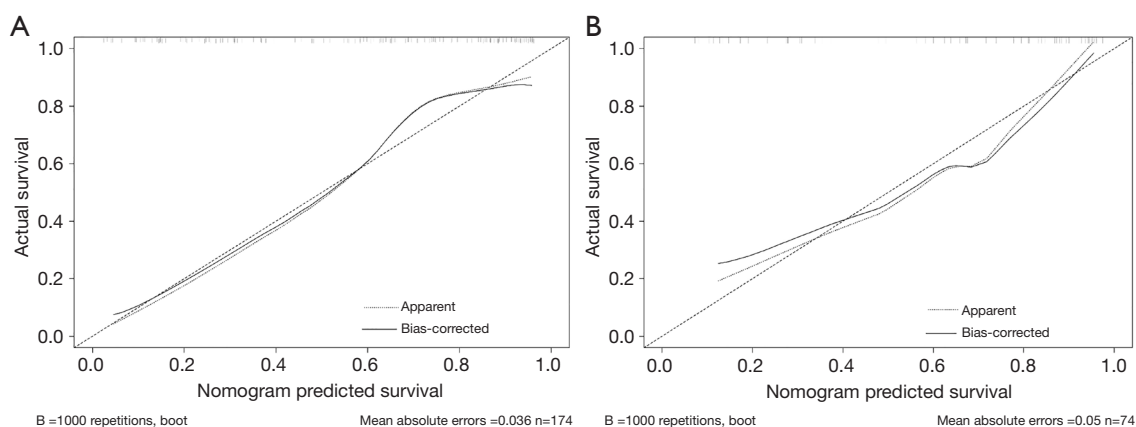 A
1.0
0.8
0.6
0.4
0.2
0.0
Actual survival
Apparent
Bias-corrected
0.0 0.2 0.4 0.6 0.8 1.0
Nomogram predicted survival
B =1000 repetitions, boot Mean absolute errors =0.036 n=174
B
1.0
0.8
0.6
0.4
0.2
0.0
Actual survival
Apparent
Bias-corrected
0.0 0.2 0.4 0.6 0.8 1.0
Nomogram predicted survival
B =1000 repetitions, boot Mean absolute errors =0.05 n=74